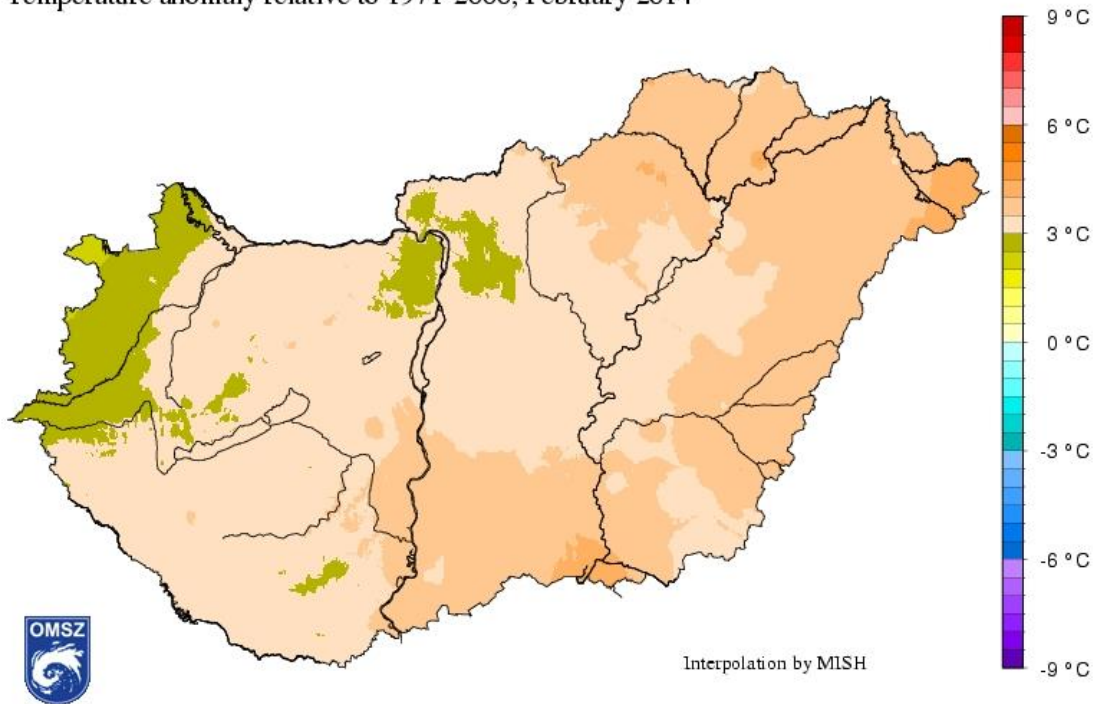 9 °C
6 °C
3 °C
0 °C
-3 °C
-6 °C
-9 °C
OMSZ
Interpolation by MISH